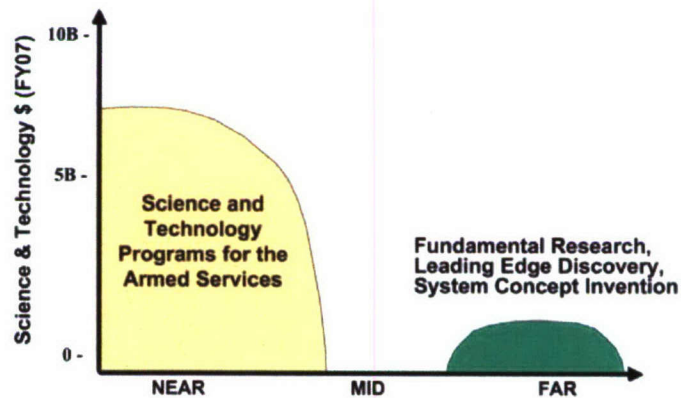 10B -
5B -
0 -
Science & Technology $ (FY07)
Science and
Technology
Programs for the
Armed Services
Fundamental Research,
Leading Edge Discovery,
System Concept Invention
NEAR
MID
FAR